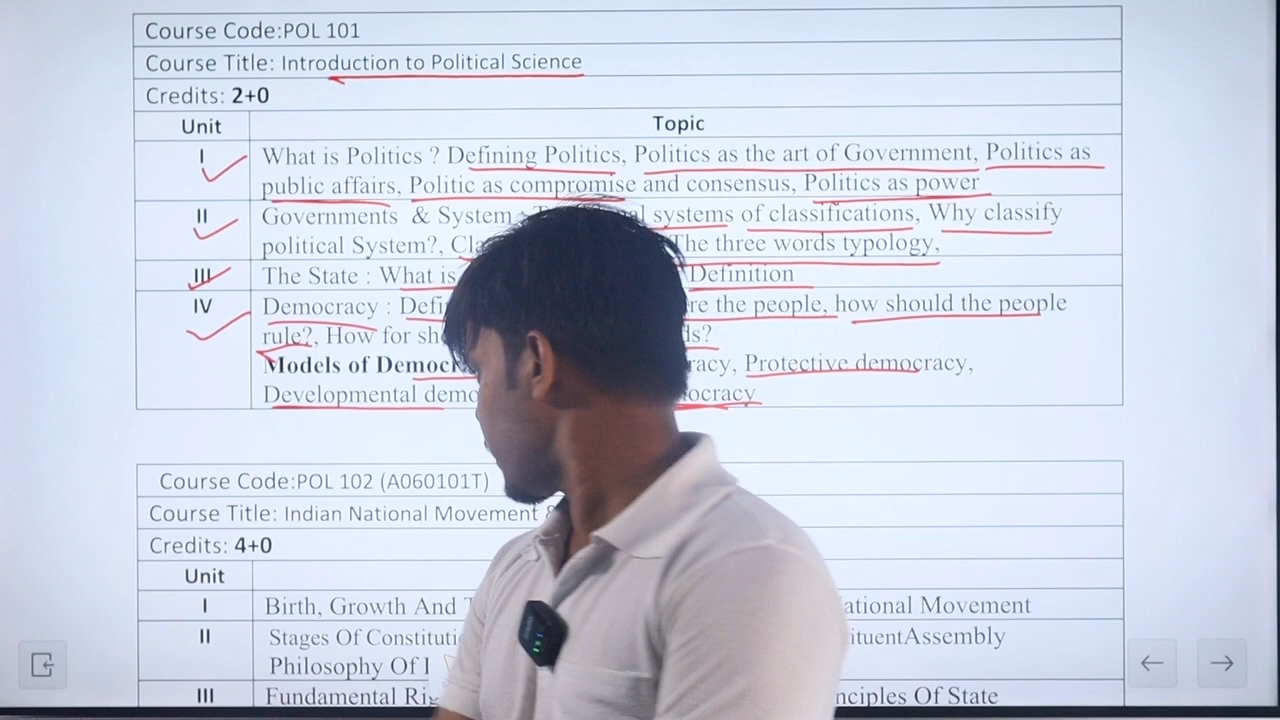 Course Code:POL 101
Course Title: Introduction to Political Science
Credits: 2+0
Unit Topic
I What is Politics ? Defining Politics, Politics as the art of Government, Politics as
public affairs, Politic as compromise and consensus, Politics as power
II Governments & System systems of classifications, Why classify
political System?, The three words typology,
III The State : What is Definition
IV Democracy : the people, how should the people
rule?, How for
Models of Protective democracy,
Developmental
Course Code:POL 102 (A060101T)
Course Title: Indian National Movement
Credits: 4+0
Unit
I Birth, Growth And Movement
II Stages Of
Philosophy Of
III Fundamental Of State